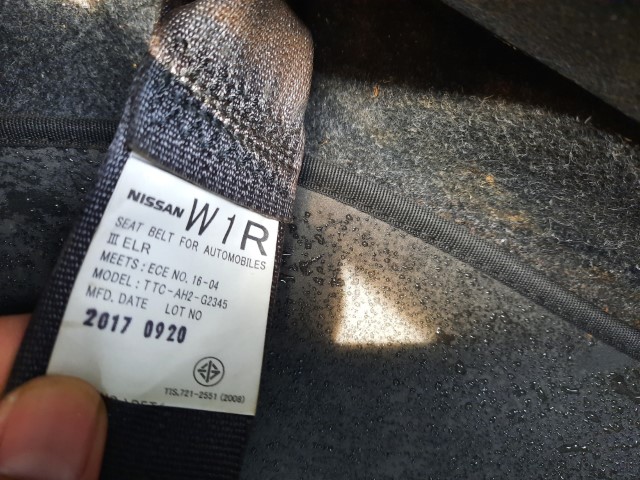 NISSAN W1R
SEAT BELT FOR AUTOMOBILES
III ELR
MEETS: ECE NO. 16-04
MODEL: TTC-AH2-G2345
MFD. DATE LOT NO
2017 0920
TIS.721-2551 (2008)